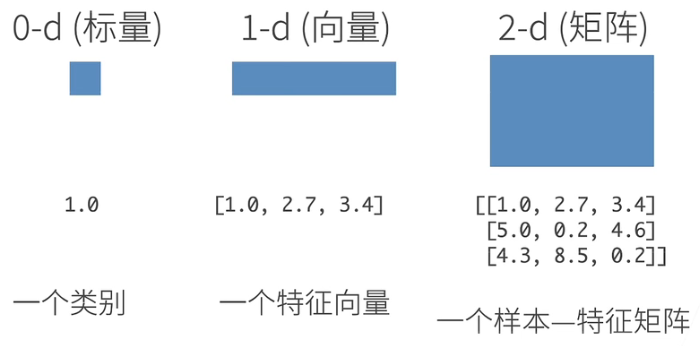 0-d (标量)
1-d (向量)
2-d (矩阵)
1.0
[1.0, 2.7, 3.4]
[[1.0, 2.7, 3.4]
[5.0, 0.2, 4.6]
[4.3, 8.5, 0.2]]
一个类别
一个特征向量
一个样本—特征矩阵